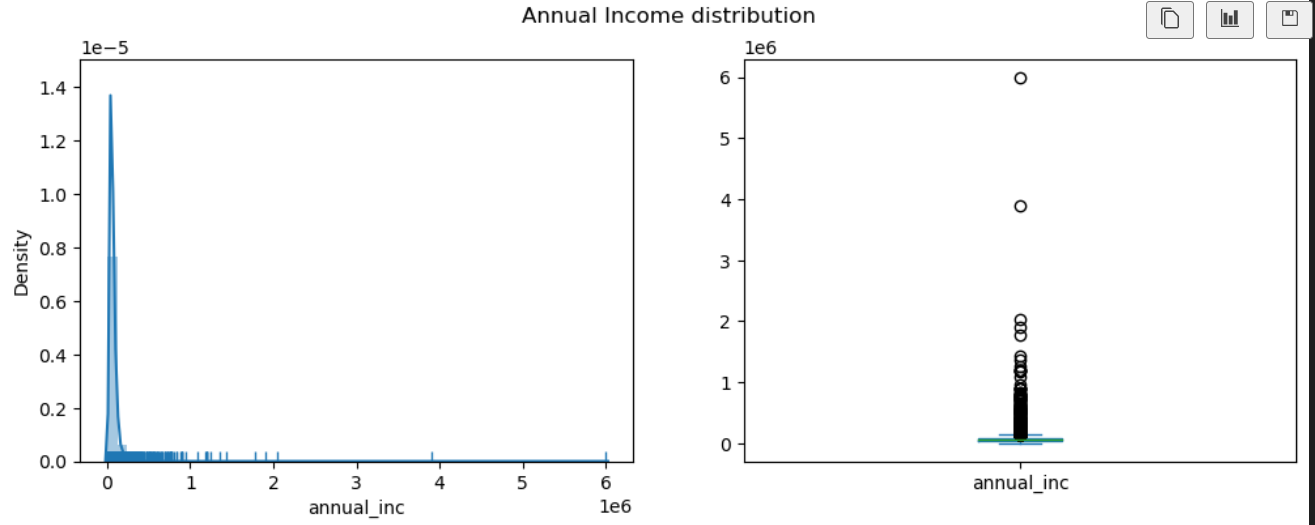 Annual Income distribution
1e−5
1.4
1.2
1.0
0.8
0.6
0.4
0.2
0.0
Density
0 1 2 3 4 5 6
1e6
annual_inc
1e6
6
5
4
3
2
1
0
annual_inc